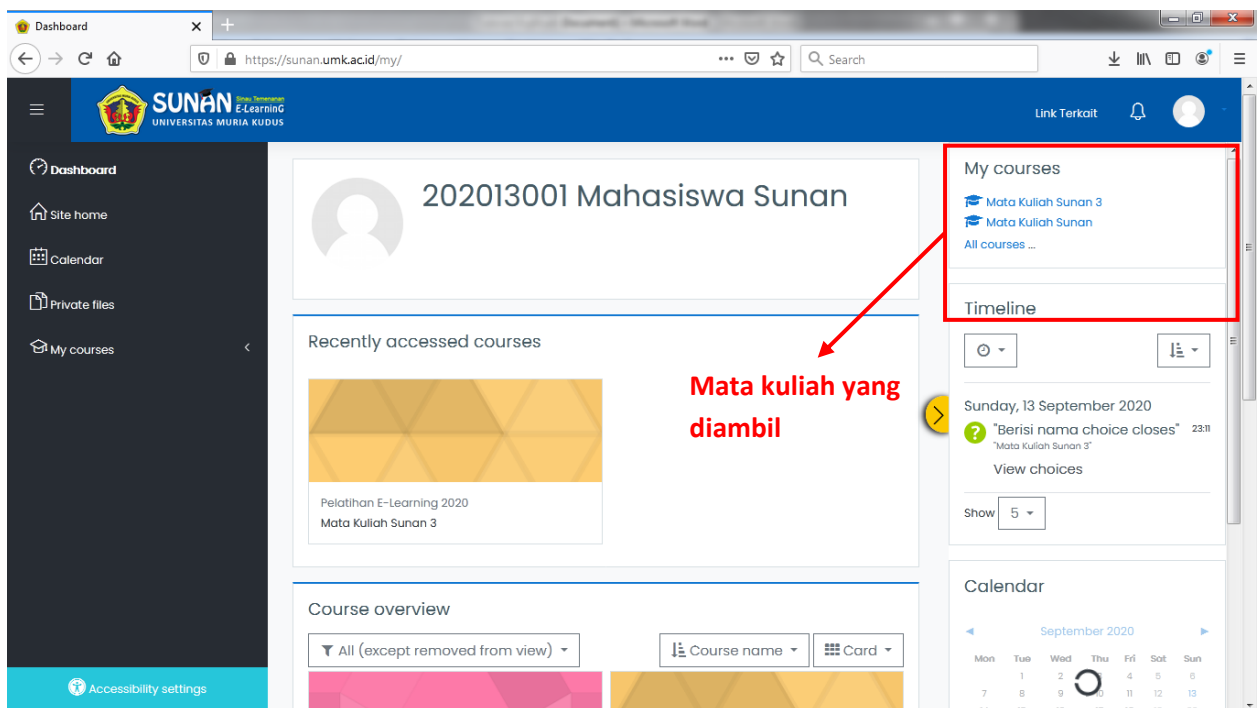 Dashboard
https://sunan.umk.ac.id/my/
Search
SUNAN Sinau Temenanan
E-Learning
UNIVERSITAS MURIA KUDUS
Link Terkait
Dashboard
Site home
Calendar
Private files
My courses
Accessibility settings
202013001 Mahasiswa Sunan
Recently accessed courses
Pelatihan E-Learning 2020
Mata Kuliah Sunan 3
Mata kuliah yang
diambil
Course overview
All (except removed from view)
Course name
Card
My courses
Mata Kuliah Sunan 3
Mata Kuliah Sunan
All courses ...
Timeline
Sunday, 13 September 2020
"Berisi nama choice closes" 23:11
"Mata Kuliah Sunan 3"
View choices
Show 5
Calendar
September 2020
Mon Tue Wed Thu Fri Sat Sun
1 2 4 5 6
7 8 9 10 11 12 13